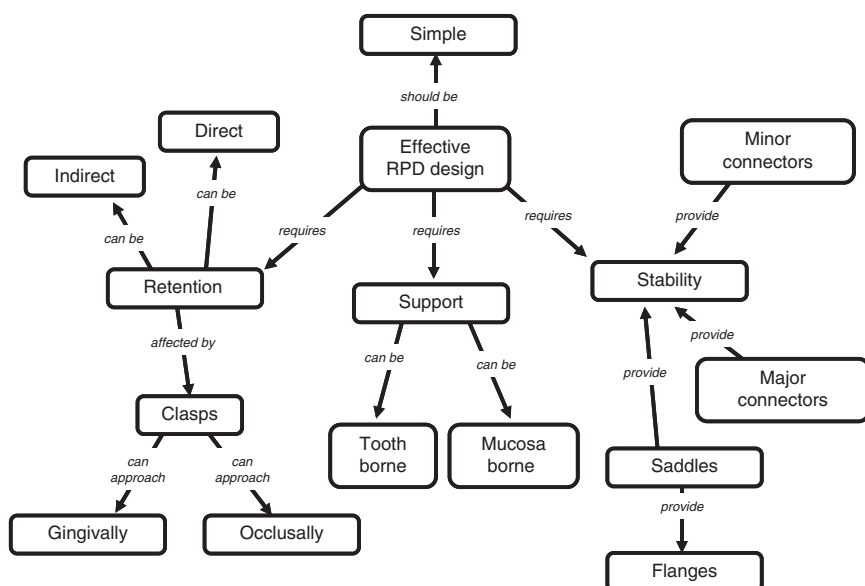 Simple
should be
Direct
Effective
RPD design
Minor
connectors
Indirect
can be
can be
requires
requires
requires
provide
Retention
Support
Stability
affected by
can be
can be
provide
provide
Major
connectors
Clasps
Tooth
borne
Mucosa
borne
can
approach
can
approach
Saddles
provide
Gingivally
Occlusally
Flanges